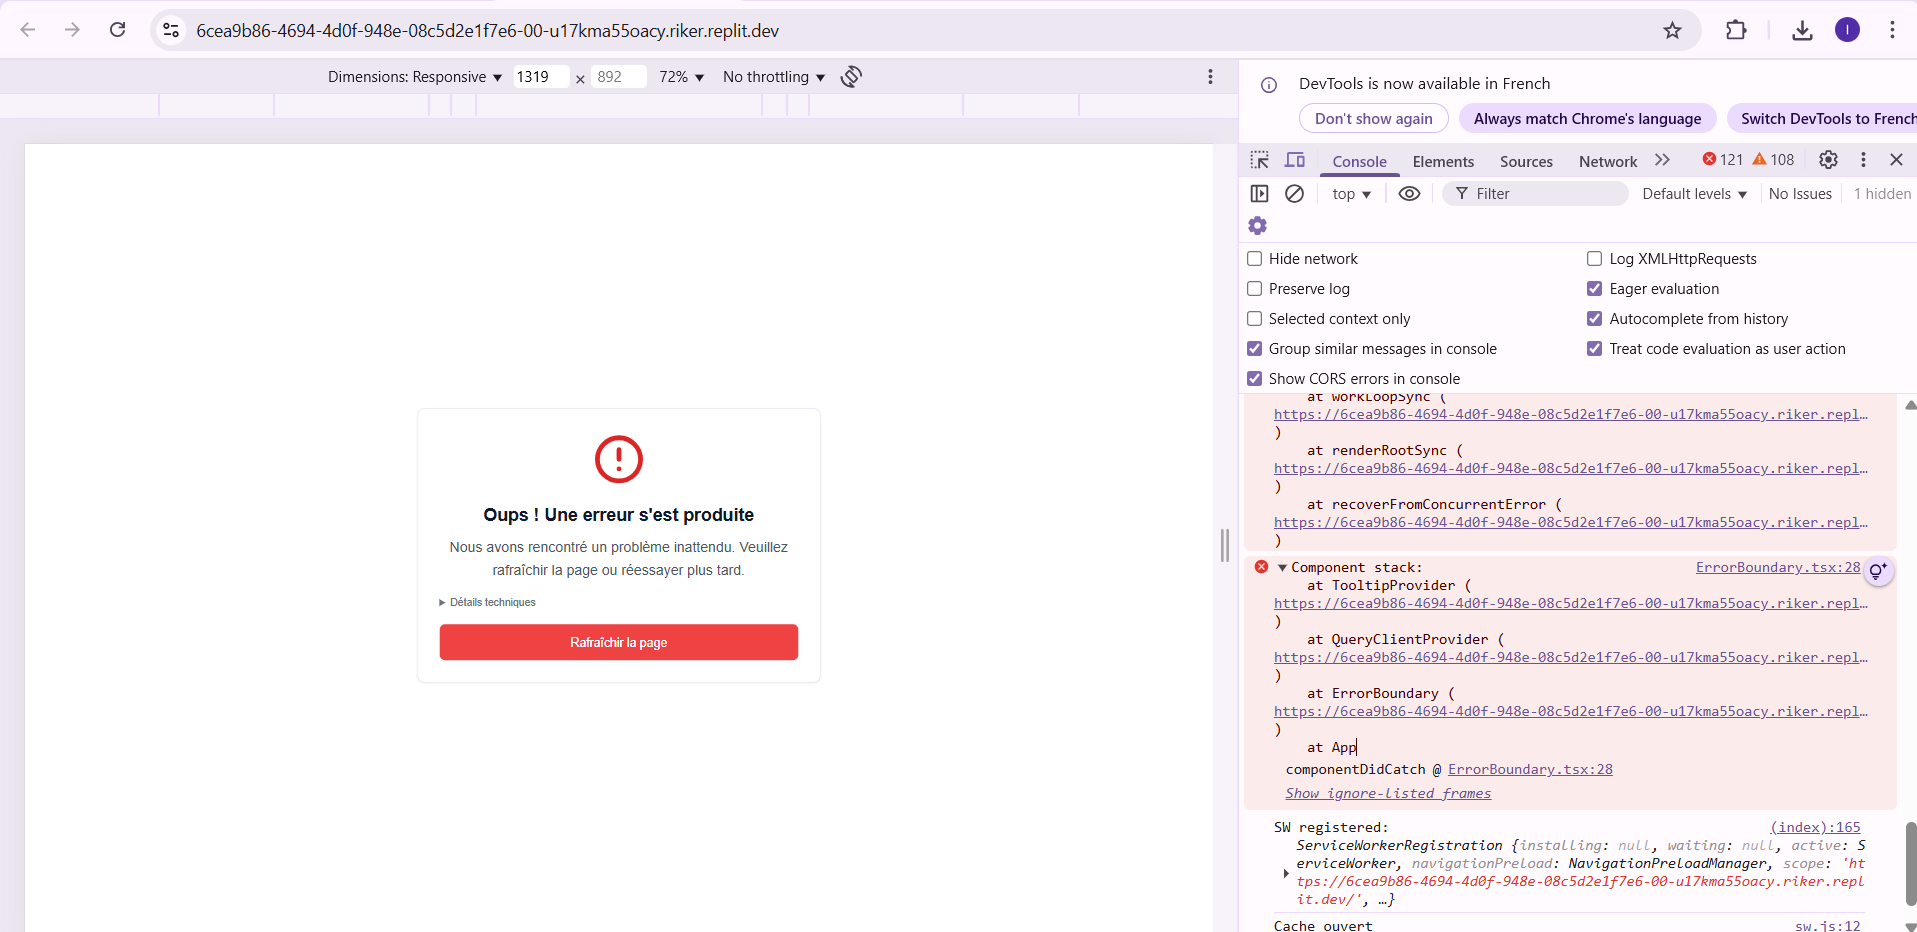 6cea9b86-4694-4d0f-948e-08c5d2e1f7e6-00-u17kma55oacy.riker.replit.dev
I
Dimensions: Responsive ▼ 1319 × 892 72% ▼ No throttling ▼
DevTools is now available in French
Don't show again Always match Chrome's language Switch DevTools to French
Console Elements Sources Network 121 108
top ▼ Filter Default levels ▼ No Issues 1 hidden
Hide network Log XMLHttpRequests
Preserve log Eager evaluation
Selected context only Autocomplete from history
Group similar messages in console Treat code evaluation as user action
Show CORS errors in console
at workLoopSync (
https://6cea9b86-4694-4d0f-948e-08c5d2e1f7e6-00-u17kma55oacy.riker.repl…
)
at renderRootSync (
https://6cea9b86-4694-4d0f-948e-08c5d2e1f7e6-00-u17kma55oacy.riker.repl…
)
at recoverFromConcurrentError (
https://6cea9b86-4694-4d0f-948e-08c5d2e1f7e6-00-u17kma55oacy.riker.repl…
)
▼Component stack: ErrorBoundary.tsx:28
at TooltipProvider (
https://6cea9b86-4694-4d0f-948e-08c5d2e1f7e6-00-u17kma55oacy.riker.repl…
)
at QueryClientProvider (
https://6cea9b86-4694-4d0f-948e-08c5d2e1f7e6-00-u17kma55oacy.riker.repl…
)
at ErrorBoundary (
https://6cea9b86-4694-4d0f-948e-08c5d2e1f7e6-00-u17kma55oacy.riker.repl…
)
at App
componentDidCatch @ ErrorBoundary.tsx:28
Show ignore-listed frames
SW registered: (index):165
ServiceWorkerRegistration {installing: null, waiting: null, active: S
erviceWorker, navigationPreload: NavigationPreloadManager, scope: 'ht
tps://6cea9b86-4694-4d0f-948e-08c5d2e1f7e6-00-u17kma55oacy.riker.repl
it.dev/', …}
Cache ouvert sw.js:12
Oups ! Une erreur s'est produite
Nous avons rencontré un problème inattendu. Veuillez
rafraîchir la page ou réessayer plus tard.
▶ Détails techniques
Rafraîchir la page